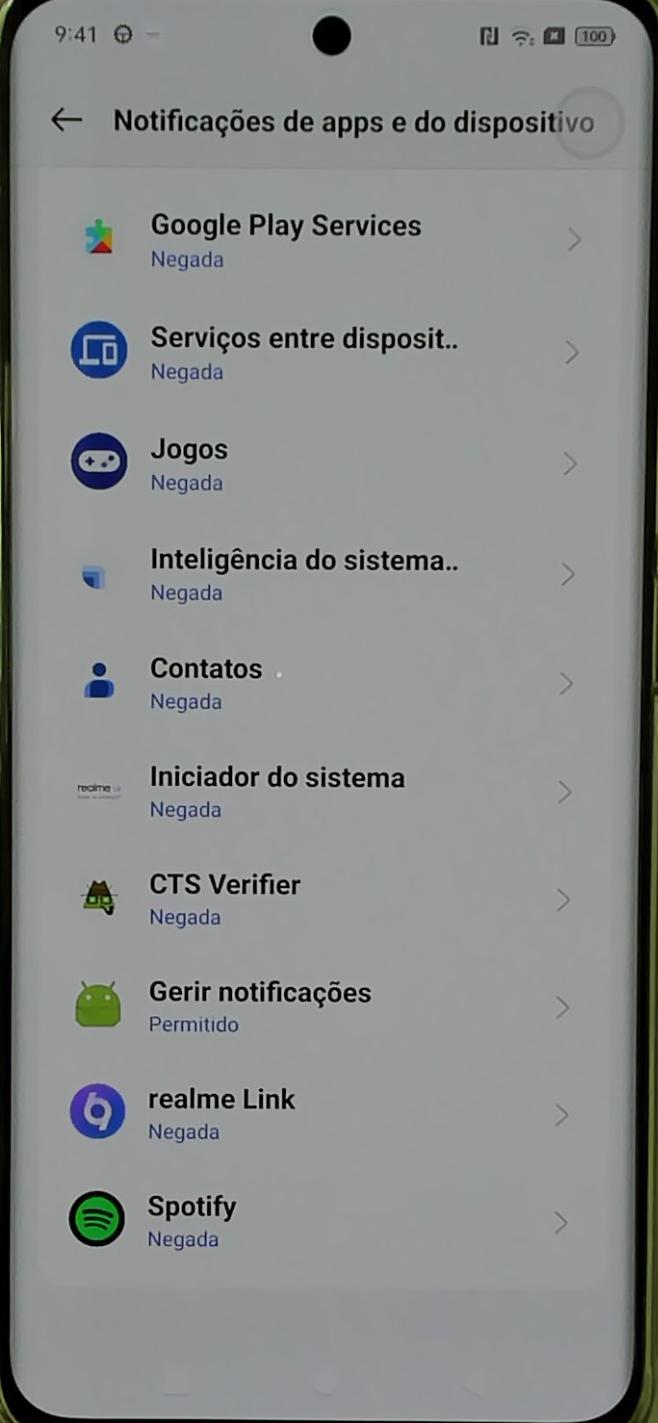 9:41
100
Notificações de apps e do dispositivo
Google Play Services
Negada
Serviços entre disposit..
Negada
Jogos
Negada
Inteligência do sistema..
Negada
Contatos
Negada
realme
Iniciador do sistema
Negada
CTS Verifier
Negada
Gerir notificações
Permitido
realme Link
Negada
Spotify
Negada